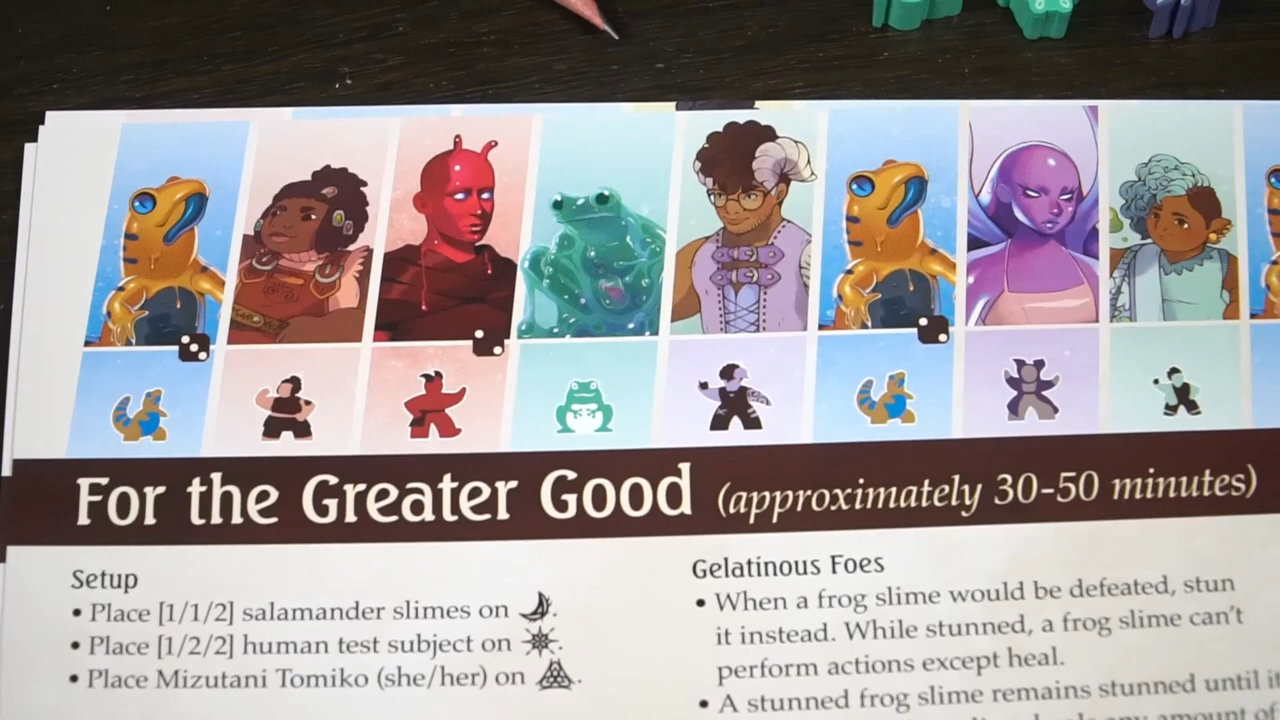 For the Greater Good (approximately 30-50 minutes)
Setup
• Place [1/1/2] salamander slimes on .
• Place [1/2/2] human test subject on .
• Place Mizutani Tomiko (she/her) on .
Gelatinous Foes
• When a frog slime would be defeated, stun
it instead. While stunned, a frog slime can't
perform actions except heal.
• A stunned frog slime remains stunned until it
any amount of